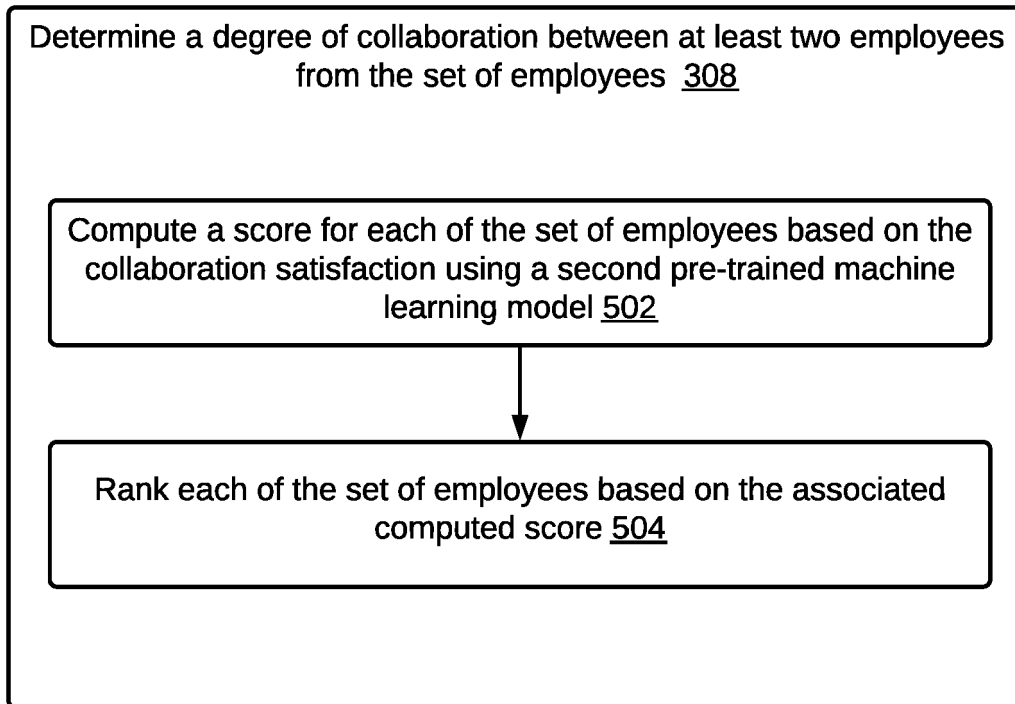 Determine a degree of collaboration between at least two employees
from the set of employees 308
Compute a score for each of the set of employees based on the
collaboration satisfaction using a second pre-trained machine
learning model 502
Rank each of the set of employees based on the associated
computed score 504